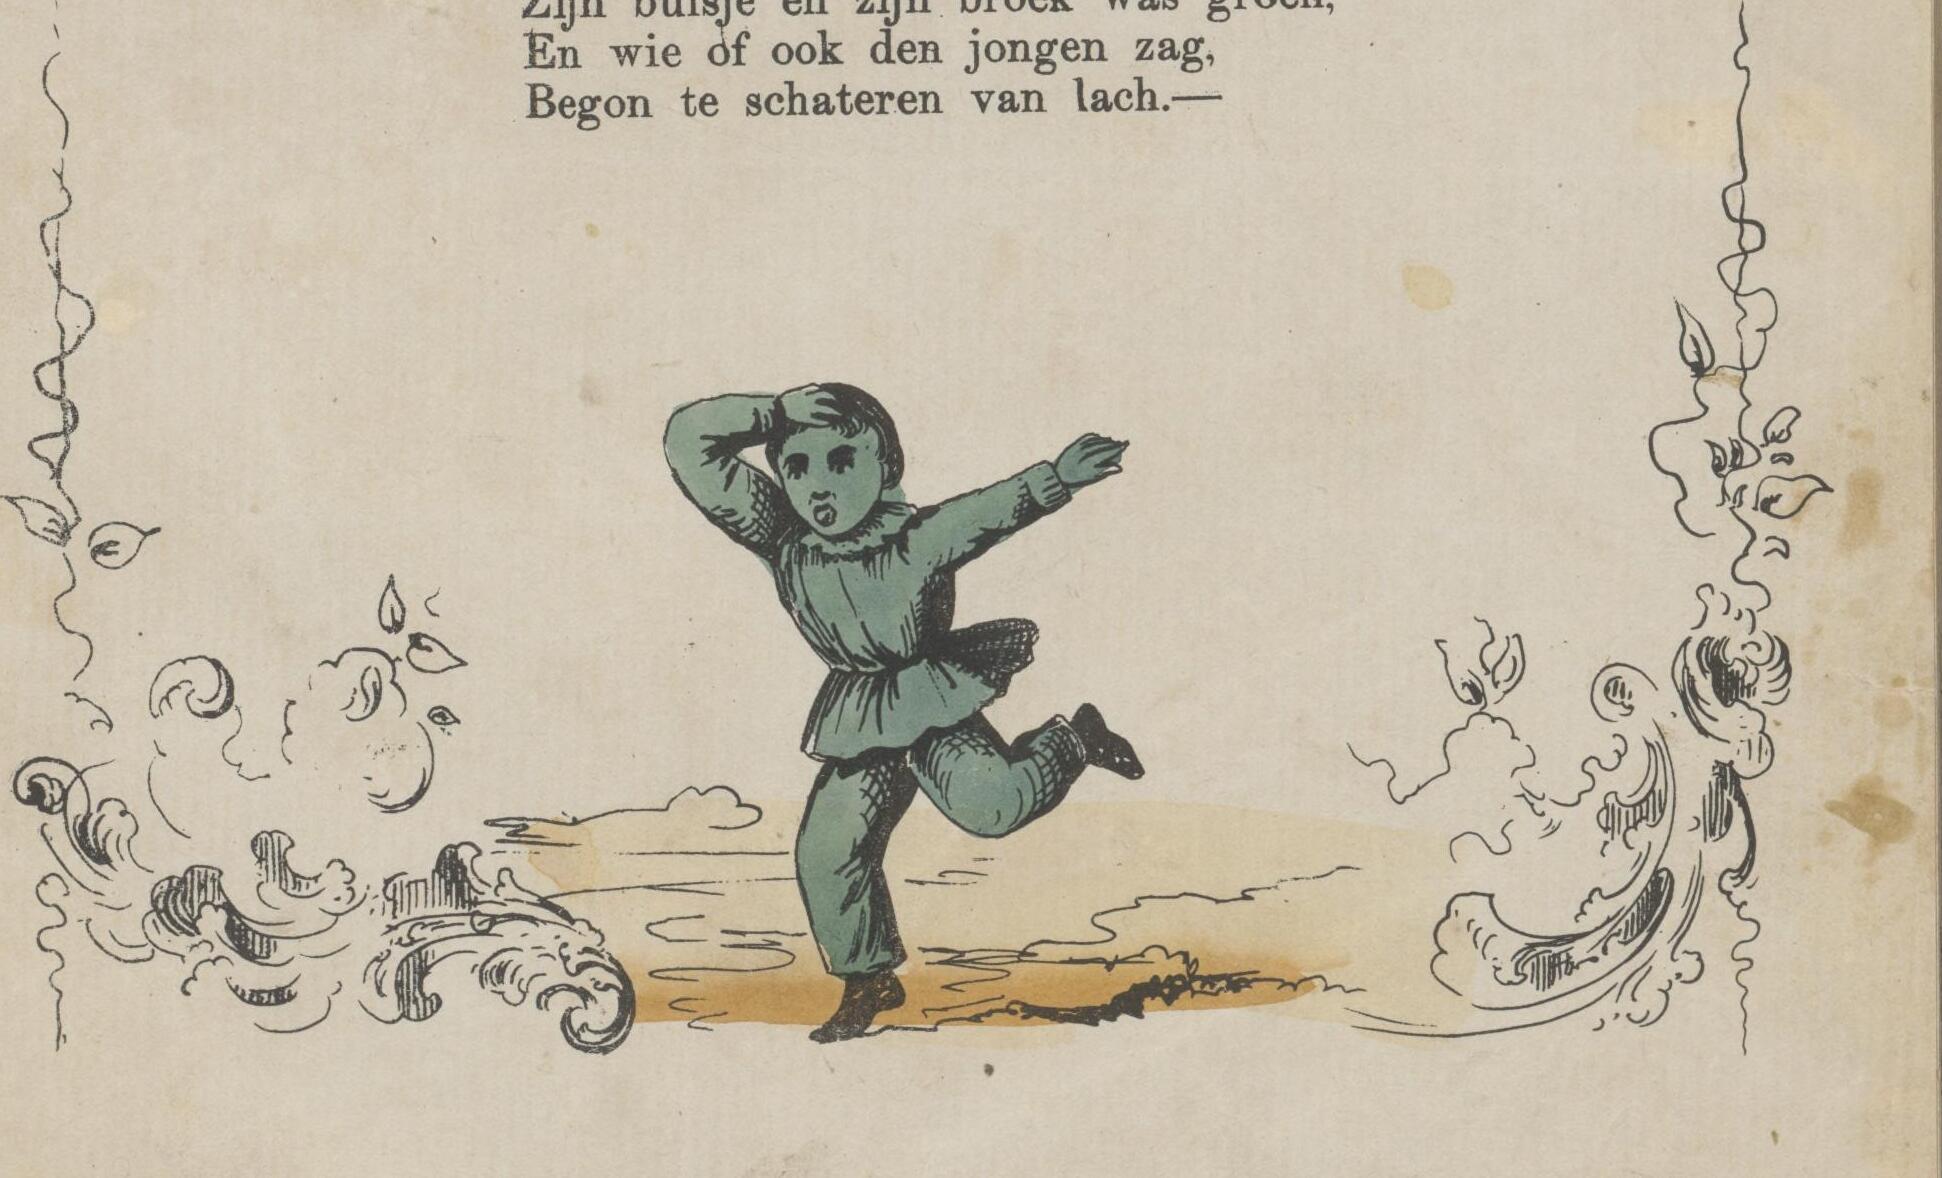 Zijn buisje en zijn broek was groen,
En wie of ook den jongen zag,
Begon te schateren van lach.—